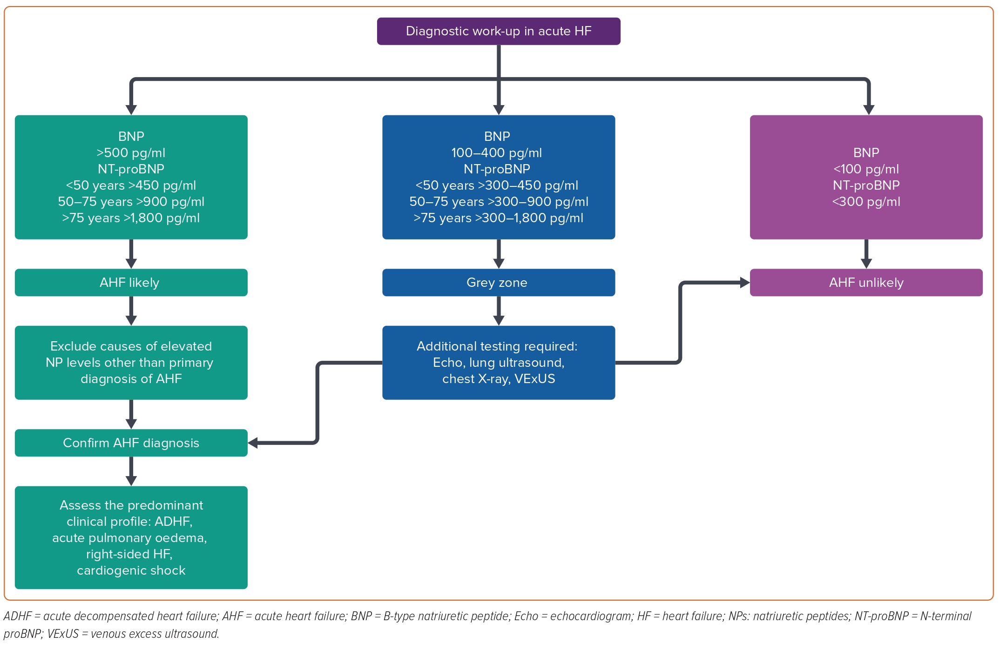 Diagnostic work-up in acute HF
BNP
>500 pg/ml
NT-proBNP
<50 years >450 pg/ml
50–75 years >900 pg/ml
>75 years >1,800 pg/ml
BNP
100–400 pg/ml
NT-proBNP
<50 years >300–450 pg/ml
50–75 years >300–900 pg/ml
>75 years >300–1,800 pg/ml
BNP
<100 pg/ml
NT-proBNP
<300 pg/ml
AHF likely
Grey zone
AHF unlikely
Exclude causes of elevated
NP levels other than primary
diagnosis of AHF
Additional testing required:
Echo, lung ultrasound,
chest X-ray, VExUS
Confirm AHF diagnosis
Assess the predominant
clinical profile: ADHF,
acute pulmonary oedema,
right-sided HF,
cardiogenic shock
ADHF = acute decompensated heart failure; AHF = acute heart failure; BNP = B-type natriuretic peptide; Echo = echocardiogram; HF = heart failure; NPs: natriuretic peptides; NT-proBNP = N-terminal
proBNP; VExUS = venous excess ultrasound.